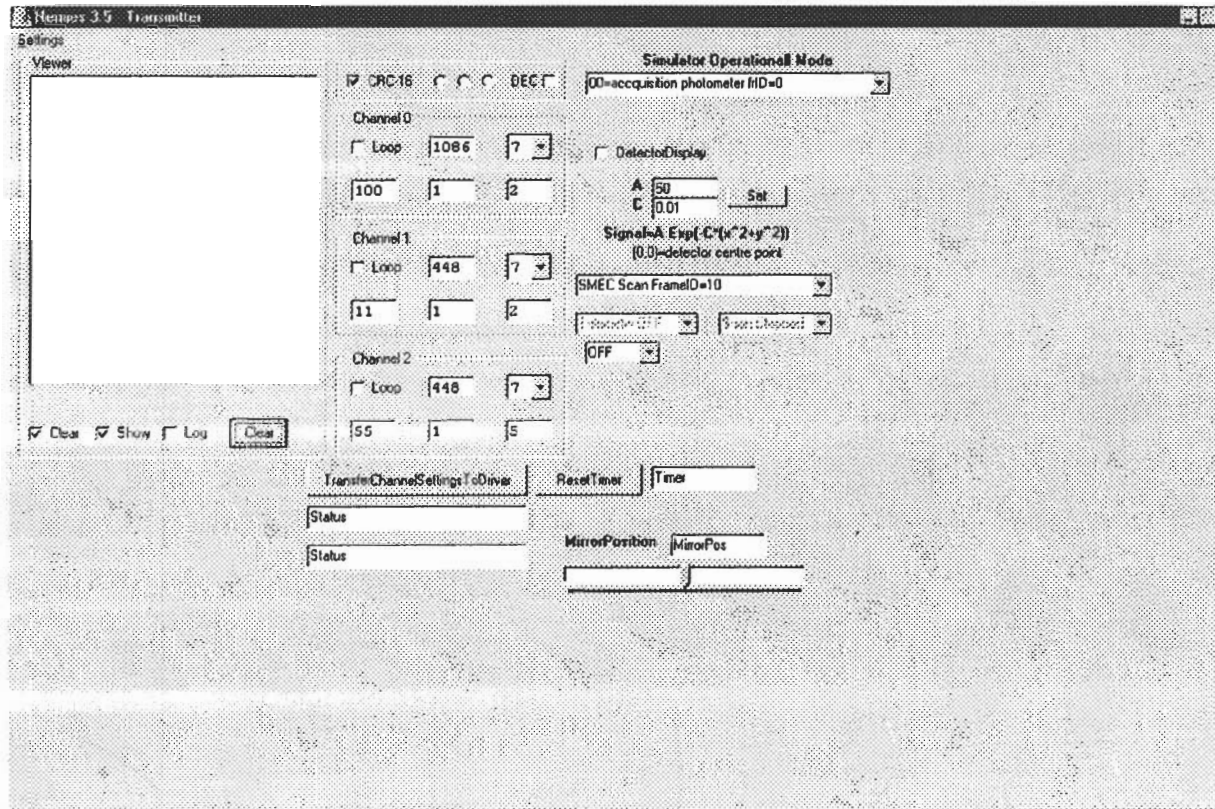 Hermes 3.5 Transmitter
Settings
Viewer
Clear Show Log Clear
CRC-16 DEC
Channel 0
Loop 1086 7
100 1 2
Channel 1
Loop 448 7
11 1 2
Channel 2
Loop 448 7
55 1 5
Simulator Operationall Mode
00=accquisition photometer frID=0
DetectorDisplay
A 50
C 0.01
Set
Signal=A Exp(-C*(x^2+y^2))
(0,0)=detector centre point
SMEC Scan FrameID=10
OFF
OFF
TransferChannelSettingsToDriver ResetTimer Timer
Status
Status
MirrorPosition MirrorPos